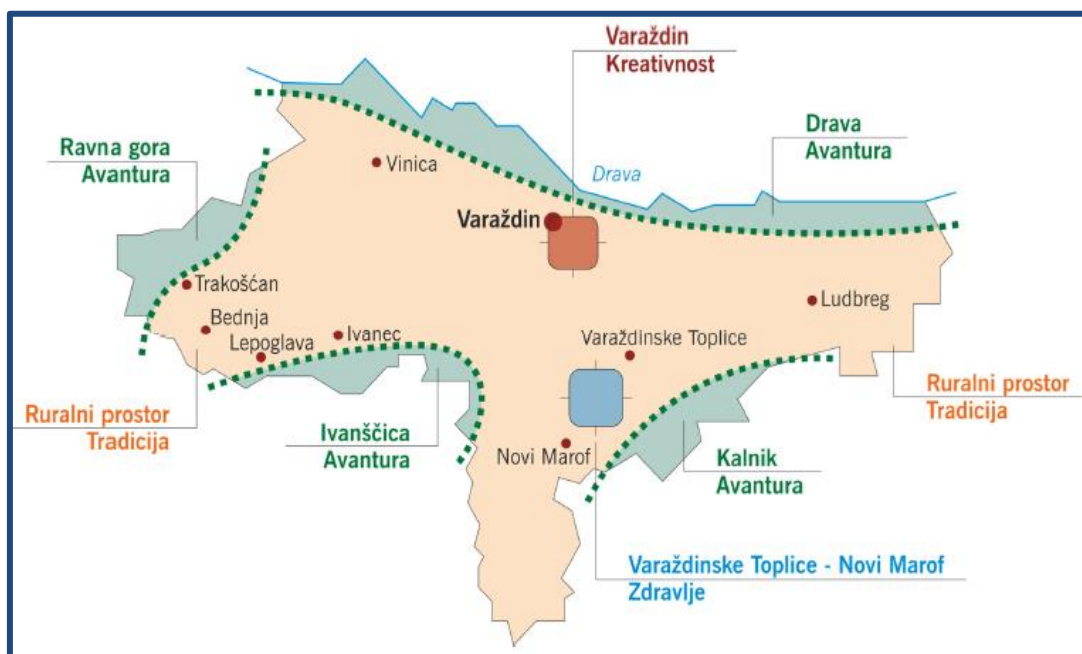 Varaždin
Kreativnost
Ravna gora
Avantura
Drava
Avantura
Vinica
Drava
Varaždin
Trakošćan
Ludbreg
Bednja
Lepoglava
Ivanec
Varaždinske Toplice
Ruralni prostor
Tradicija
Ruralni prostor
Tradicija
Ivanščica
Avantura
Novi Marof
Kalnik
Avantura
Varaždinske Toplice - Novi Marof
Zdravlje